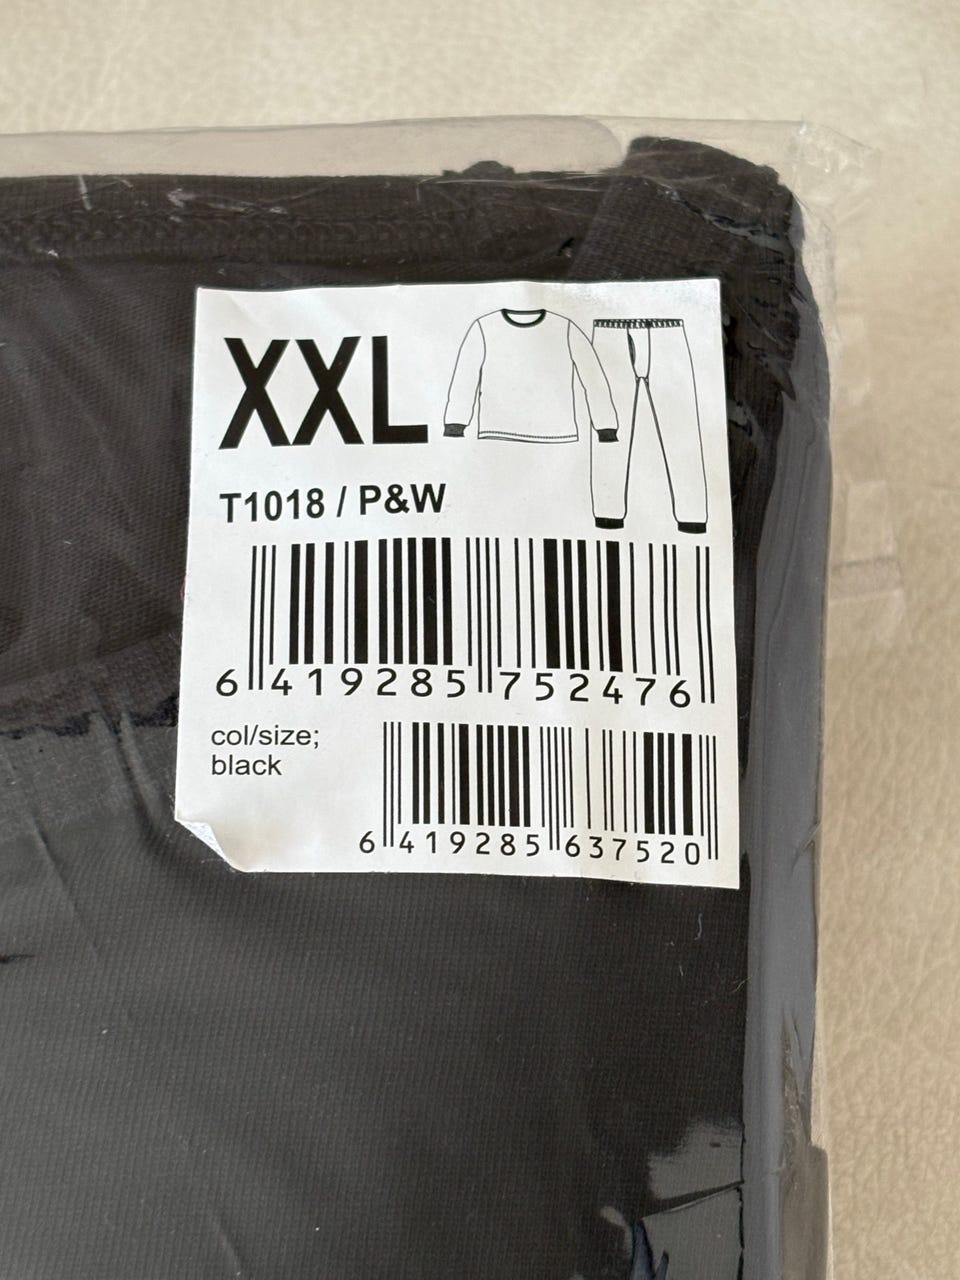 XXL
T1018 / P&W
6 419285 752476
col/size;
black
6 419285 637520